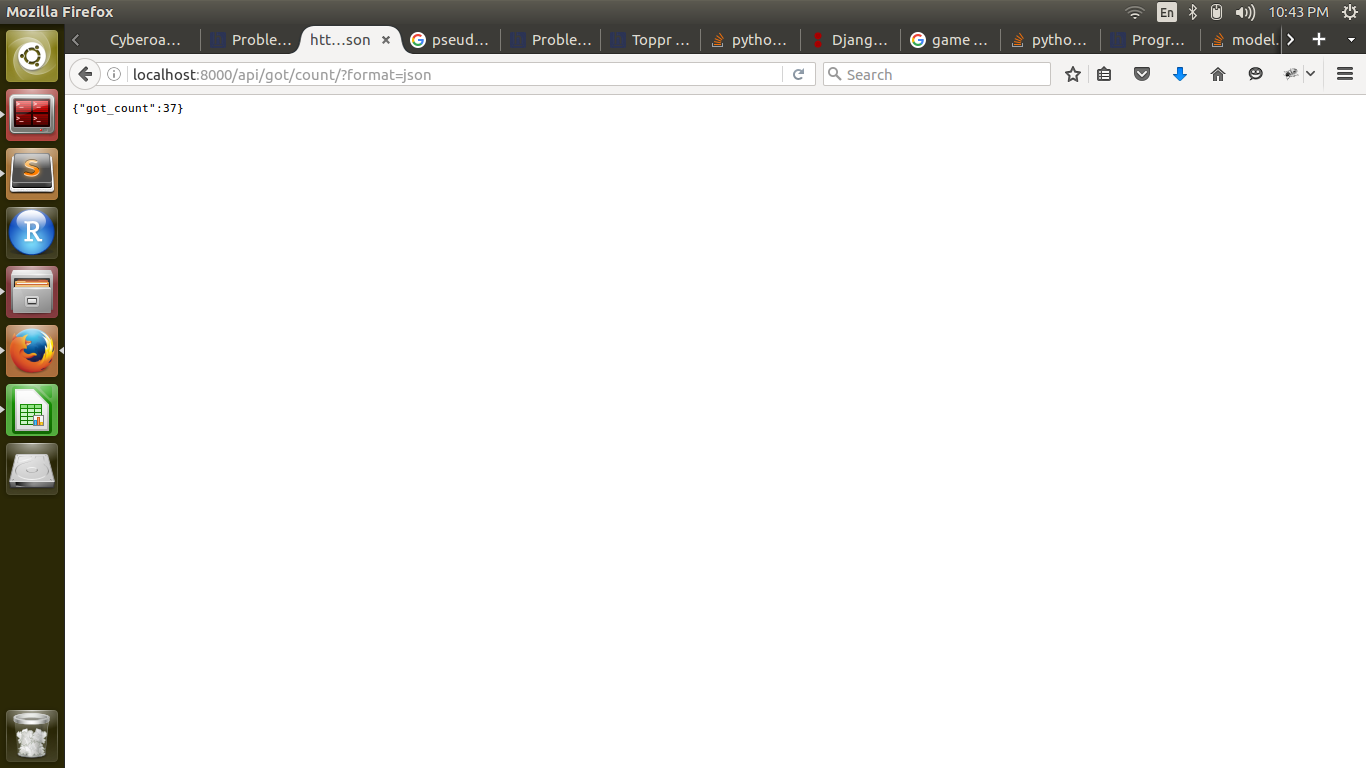 Mozilla Firefox
En
10:43 PM
Cyberoa...
Proble...
htt...son
pseud...
Proble...
Toppr ...
pytho...
Djang...
game ...
pytho...
Progr...
model.
localhost:8000/api/got/count/?format=json
Search
{"got_count":37}
S
R